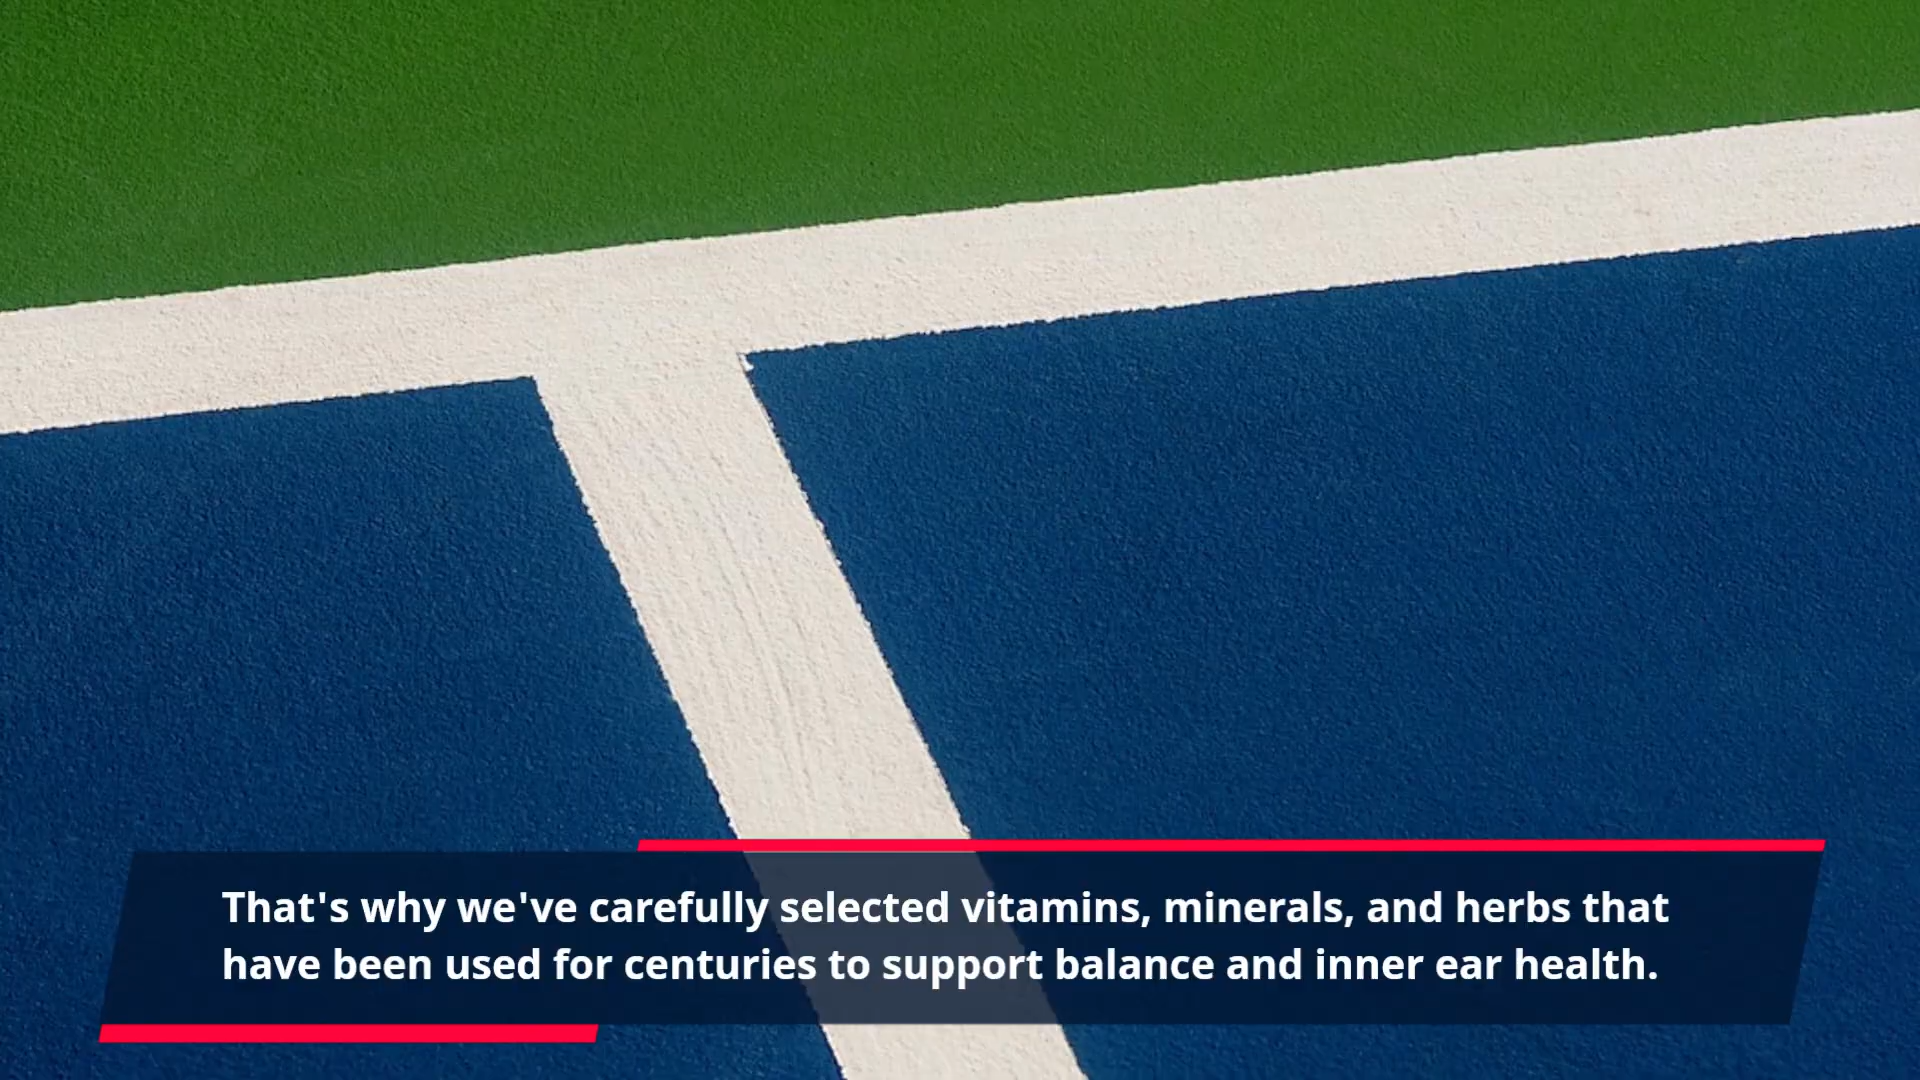 That's why we've carefully selected vitamins, minerals, and herbs that
have been used for centuries to support balance and inner ear health.